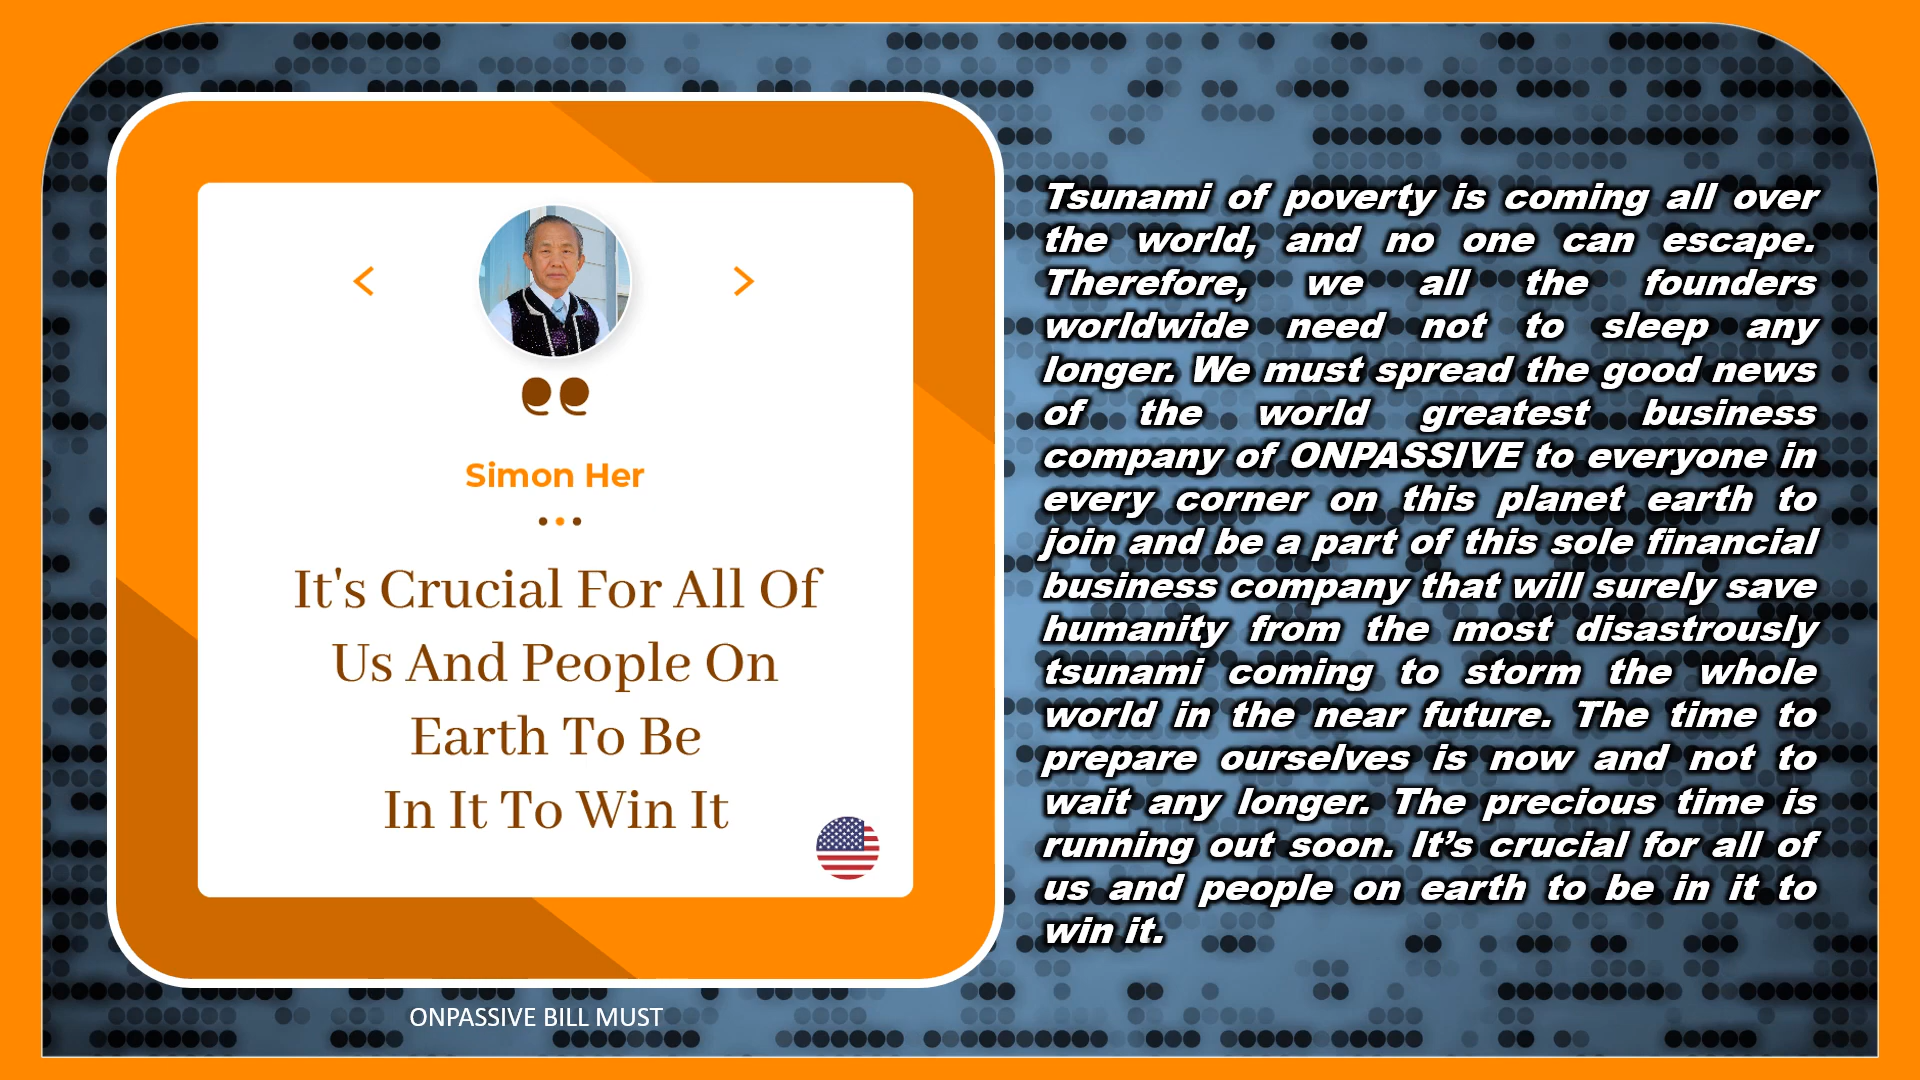 Simon Her
It's Crucial For All Of
Us And People On
Earth To Be
In It To Win It
ONPASSIVE BILL MUST
Tsunami of poverty is coming all over
the world, and no one can escape.
Therefore, we all the founders
worldwide need not to sleep any
longer. We must spread the good news
of the world greatest business
company of ONPASSIVE to everyone in
every corner on this planet earth to
join and be a part of this sole financial
business company that will surely save
humanity from the most disastrously
tsunami coming to storm the whole
world in the near future. The time to
prepare ourselves is now and not to
wait any longer. The precious time is
running out soon. It’s crucial for all of
us and people on earth to be in it to
win it.